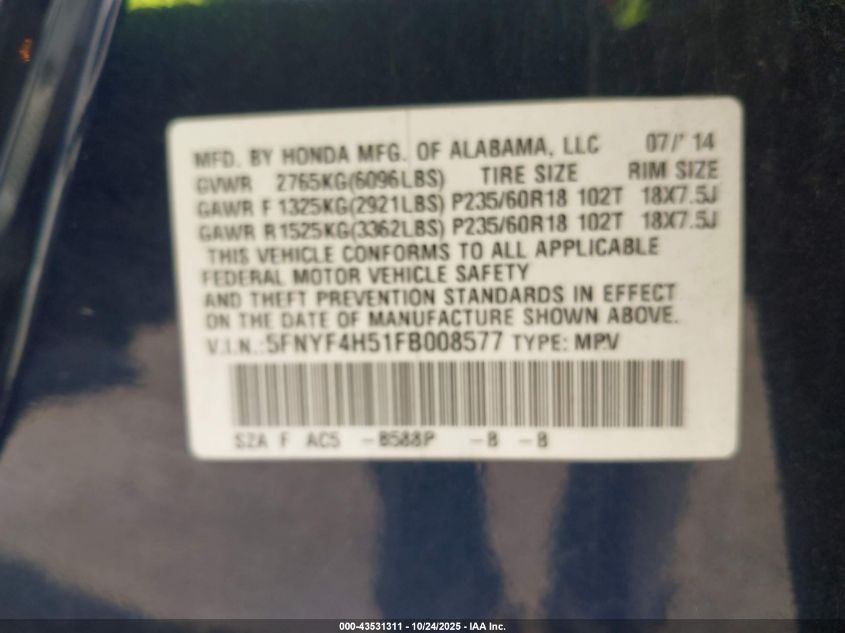 MFD. BY HONDA MFG. OF ALABAMA, LLC 07/' 14
GVWR 2765KG(6096LBS) TIRE SIZE RIM SIZE
GAWR F 1325KG(2921LBS) P235/60R18 102T 18X7.5J
GAWR R 1525KG(3362LBS) P235/60R18 102T 18X7.5J
THIS VEHICLE CONFORMS TO ALL APPLICABLE
FEDERAL MOTOR VEHICLE SAFETY
AND THEFT PREVENTION STANDARDS IN EFFECT
ON THE DATE OF MANUFACTURE SHOWN ABOVE.
V.I.N.:5FNYF4H51FB008577 TYPE: MPV
SZA F AC5 -B588P -B -B
000-43531311 - 10/24/2025 - IAA Inc.